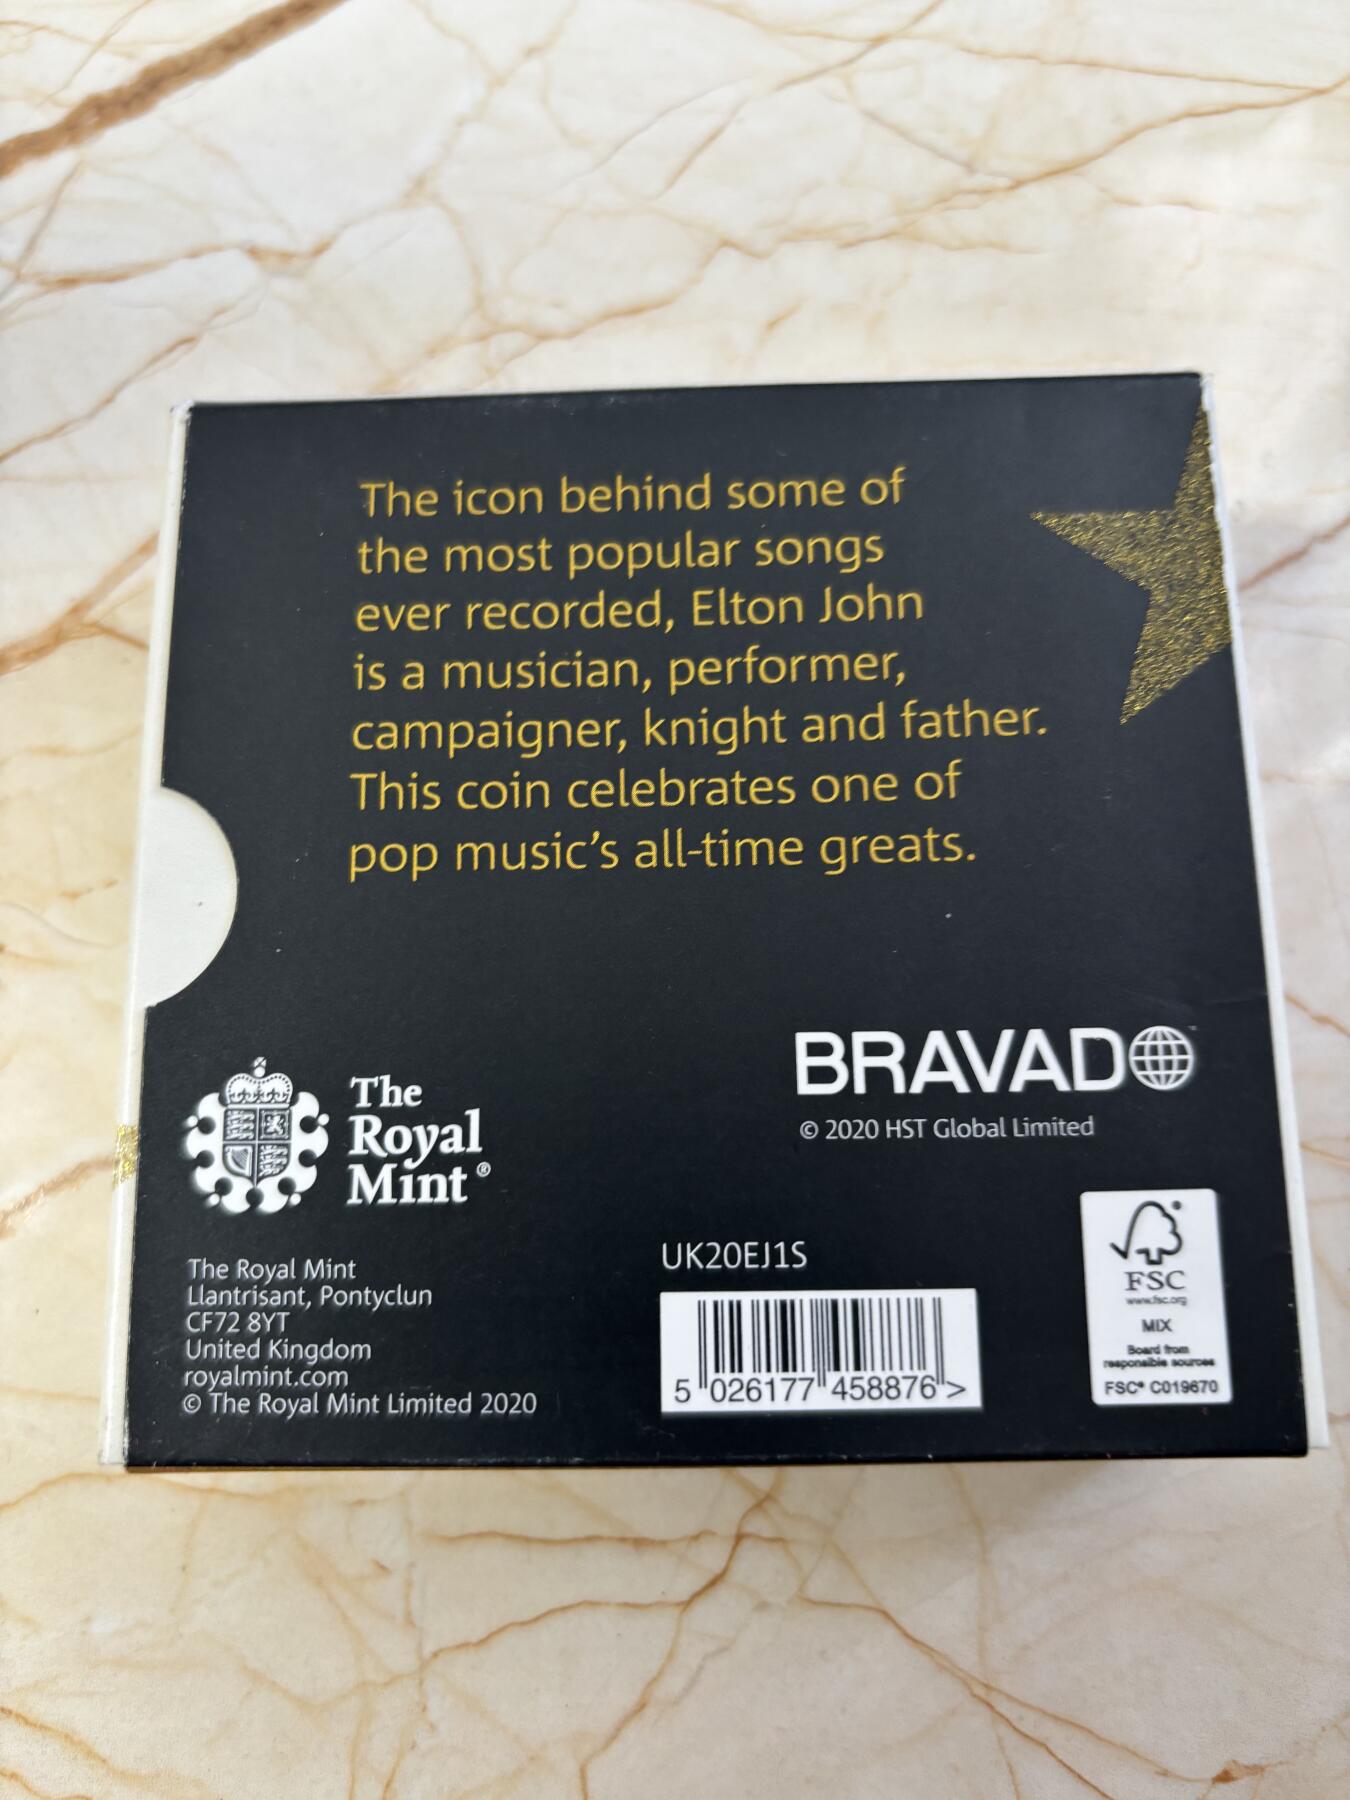 The icon behind some of
the most popular songs
ever recorded, Elton John
is a musician, performer,
campaigner, knight and father.
This coin celebrates one of
pop music's all-time greats.
BRAVADO™
© 2020 HST Global Limited
The
Royal
Mint®
The Royal Mint
Llantrisant, Pontyclun
CF72 8YT
United Kingdom
royalmint.com
© The Royal Mint Limited 2020
UK20EJ1S
5 026177 458876 >
FSC
www.fsc.org
MIX
Board from
responsible sources
FSC® C019670